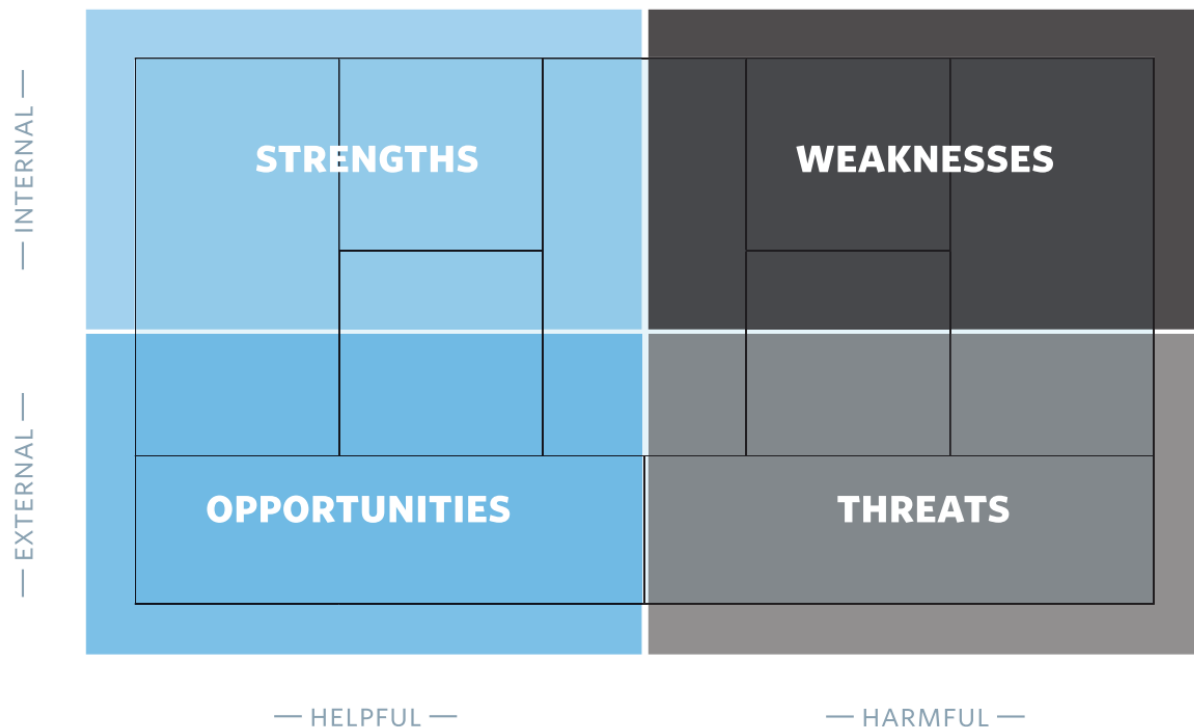 — INTERNAL —
STRENGTHS
WEAKNESSES
— EXTERNAL —
OPPORTUNITIES
THREATS
— HELPFUL —
— HARMFUL —